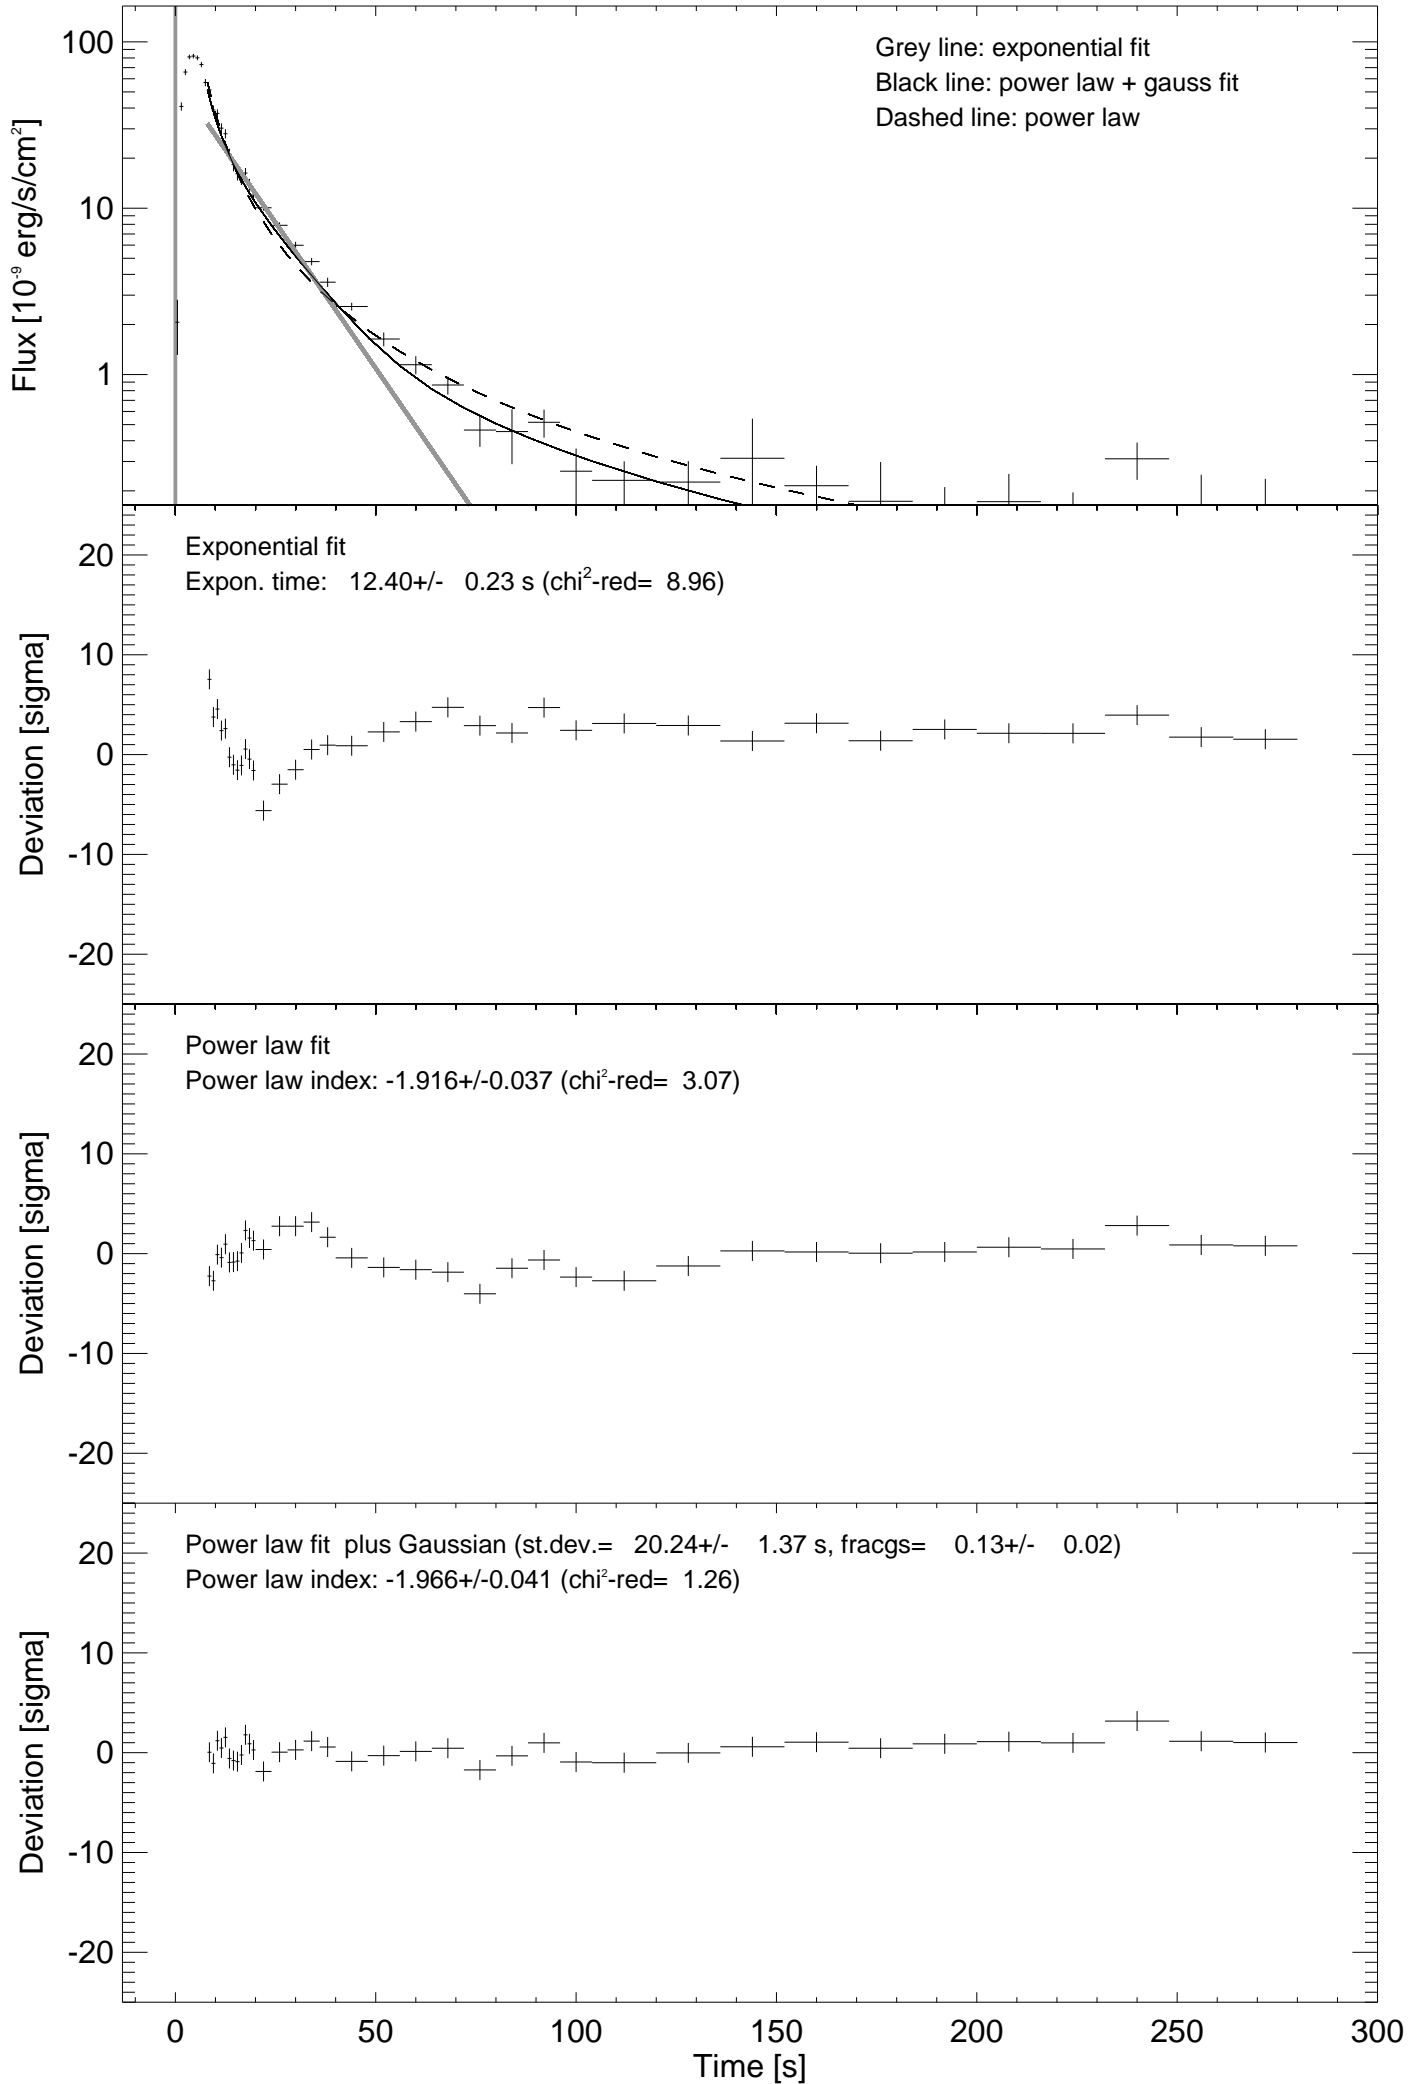 Grey line: exponential fit
Black line: power law + gauss fit
Dashed line: power law
100
10
1
Flux [10⁻⁹ erg/s/cm²]
Exponential fit
Expon. time: 12.40+/- 0.23 s (chi²-red= 8.96)
20
10
0
-10
-20
Deviation [sigma]
Power law fit
Power law index: -1.916+/-0.037 (chi²-red= 3.07)
20
10
0
-10
-20
Deviation [sigma]
Power law fit plus Gaussian (st.dev.= 20.24+/- 1.37 s, fracgs= 0.13+/- 0.02)
Power law index: -1.966+/-0.041 (chi²-red= 1.26)
20
10
0
-10
-20
Deviation [sigma]
0 50 100 150 200 250 300
Time [s]